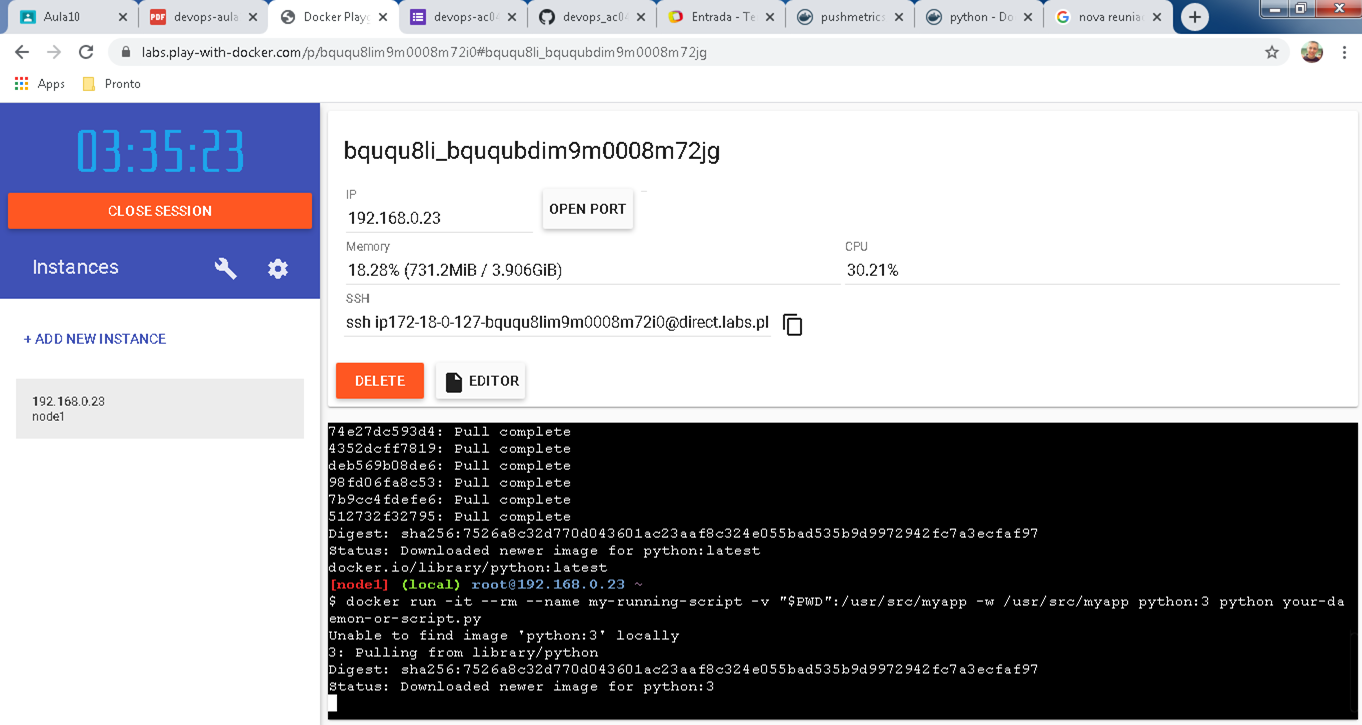 Aula10
devops-aula
Docker Playg
devops-ac04
devops_ac04
Entrada - Te
pushmetrics
python - Do
nova reuniac
labs.play-with-docker.com/p/bququ8lim9m0008m72i0#bququ8li_bququbdim9m0008m72jg
Apps
Pronto
03:35:23
CLOSE SESSION
Instances
+ ADD NEW INSTANCE
192.168.0.23
node1
bququ8li_bququbdim9m0008m72jg
IP
192.168.0.23
OPEN PORT
Memory
18.28% (731.2MiB / 3.906GiB)
CPU
30.21%
SSH
ssh ip172-18-0-127-bququ8lim9m0008m72i0@direct.labs.pl
DELETE
EDITOR
74e27dc593d4: Pull complete
4352dcff7819: Pull complete
deb569b08de6: Pull complete
98fd06fa8c53: Pull complete
7b9cc4fdefe6: Pull complete
512732f32795: Pull complete
Digest: sha256:7526a8c32d770d043601ac23aaf8c324e055bad535b9d9972942fc7a3ecfaf97
Status: Downloaded newer image for python:latest
docker.io/library/python:latest
[node1] (local) root@192.168.0.23 ~
$ docker run -it --rm --name my-running-script -v "$PWD":/usr/src/myapp -w /usr/src/myapp python:3 python your-da
emon-or-script.py
Unable to find image 'python:3' locally
3: Pulling from library/python
Digest: sha256:7526a8c32d770d043601ac23aaf8c324e055bad535b9d9972942fc7a3ecfaf97
Status: Downloaded newer image for python:3